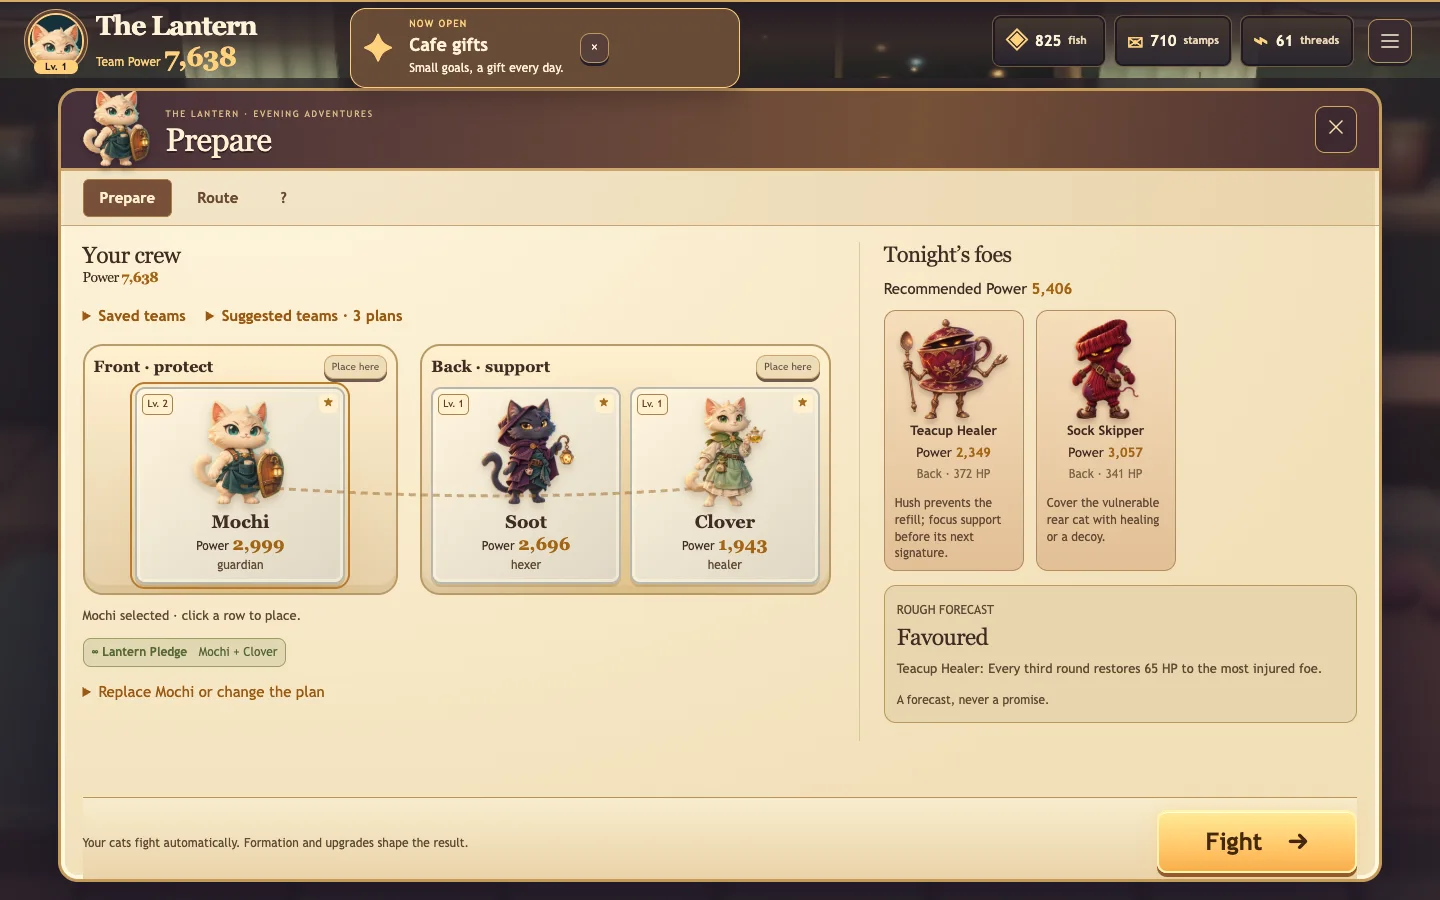 The Lantern
Team Power 7,638
Lv. 1
NOW OPEN
Cafe gifts
Small goals, a gift every day.
×
825 fish
710 stamps
61 threads
THE LANTERN · EVENING ADVENTURES
Prepare
Prepare
Route
?
Your crew
Power 7,638
Saved teams
Suggested teams · 3 plans
Front · protect
Place here
Lv. 2
Mochi
Power 2,999
guardian
Back · support
Place here
Lv. 1
Soot
Power 2,696
hexer
Lv. 1
Clover
Power 1,943
healer
Mochi selected · click a row to place.
∞ Lantern Pledge Mochi + Clover
Replace Mochi or change the plan
Tonight's foes
Recommended Power 5,406
Teacup Healer
Power 2,349
Back · 372 HP
Hush prevents the
refill; focus support
before its next
signature.
Sock Skipper
Power 3,057
Back · 341 HP
Cover the vulnerable
rear cat with healing
or a decoy.
ROUGH FORECAST
Favoured
Teacup Healer: Every third round restores 65 HP to the most injured foe.
A forecast, never a promise.
Your cats fight automatically. Formation and upgrades shape the result.
Fight →